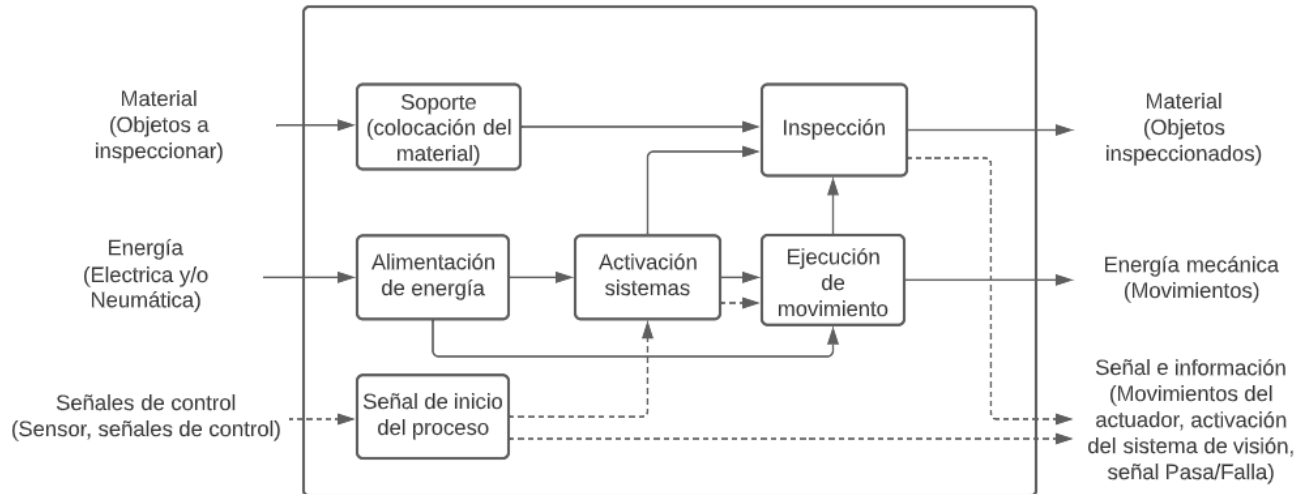 Material
(Objetos a
inspeccionar)
Soporte
(colocación del
material)
Inspección
Material
(Objetos
inspeccionados)
Energía
(Electrica y/o
Neumática)
Alimentación
de energía
Activación
sistemas
Ejecución
de
movimiento
Energía mecánica
(Movimientos)
Señales de control
(Sensor, señales de control)
Señal de inicio
del proceso
Señal e información
(Movimientos del
actuador, activación
del sistema de visión,
señal Pasa/Falla)